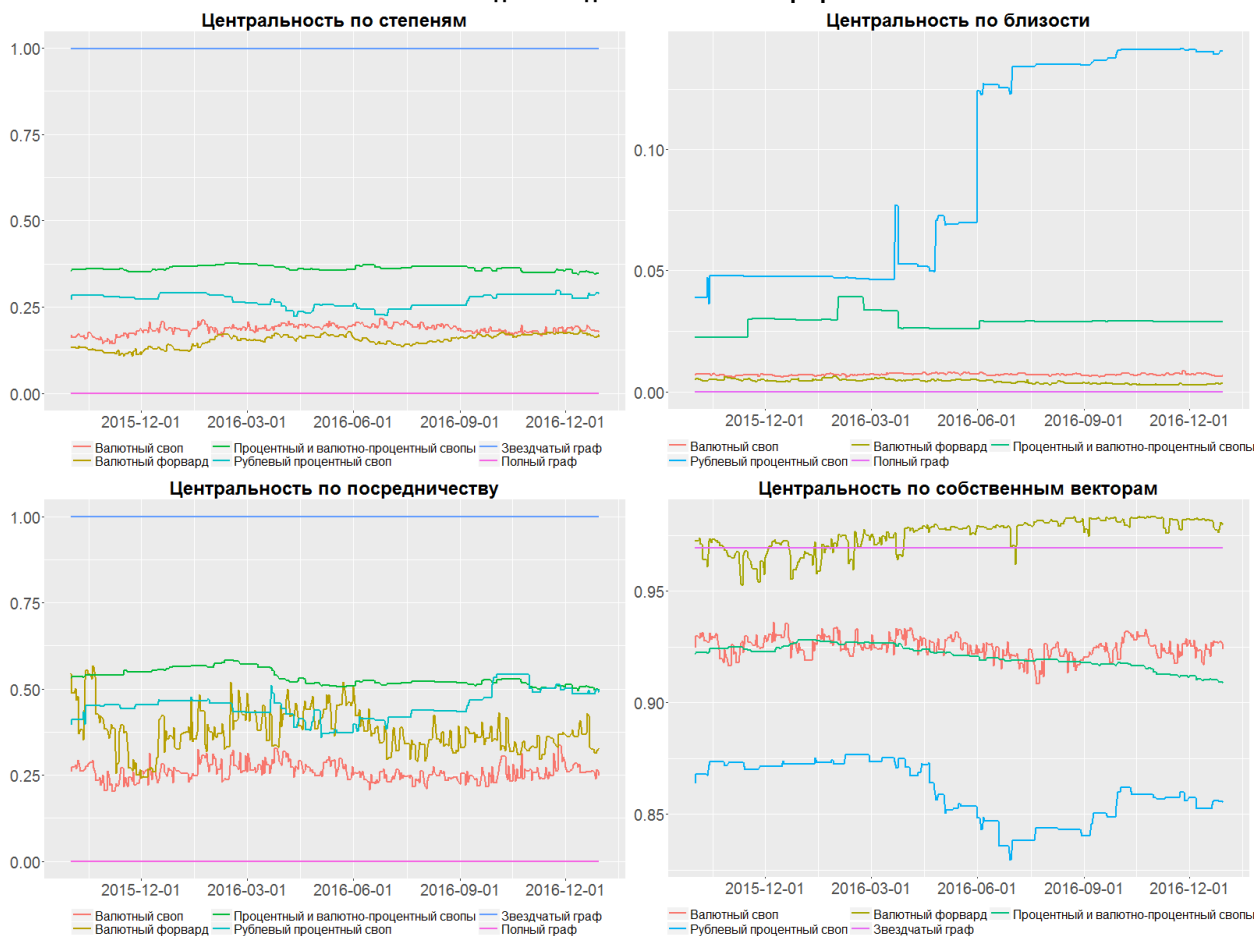 Центральность по степеням
1.00
0.75
0.50
0.25
0.00
2015-12-01 2016-03-01 2016-06-01 2016-09-01 2016-12-01
Валютный своп Процентный и валютно-процентный свопы Звездчатый граф
Валютный форвард Рублевый процентный своп Полный граф
Центральность по близости
0.10
0.05
0.00
2015-12-01 2016-03-01 2016-06-01 2016-09-01 2016-12-01
Валютный своп Валютный форвард Процентный и валютно-процентный свопы
Рублевый процентный своп Полный граф
Центральность по посредничеству
1.00
0.75
0.50
0.25
0.00
2015-12-01 2016-03-01 2016-06-01 2016-09-01 2016-12-01
Валютный своп Процентный и валютно-процентный свопы Звездчатый граф
Валютный форвард Рублевый процентный своп Полный граф
Центральность по собственным векторам
0.95
0.90
0.85
2015-12-01 2016-03-01 2016-06-01 2016-09-01 2016-12-01
Валютный своп Валютный форвард Процентный и валютно-процентный свопы
Рублевый процентный своп Звездчатый граф